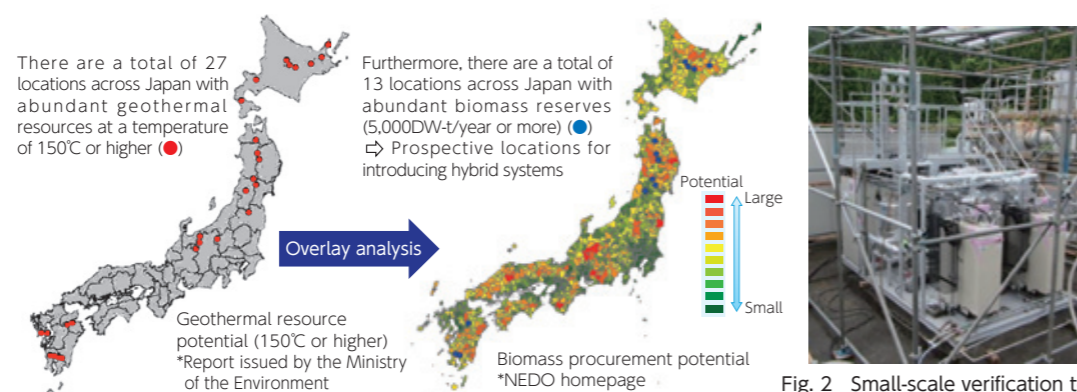 There are a total of 27
locations across Japan with
abundant geothermal
resources at a temperature
of 150℃ or higher (●)
Furthermore, there are a total of
13 locations across Japan with
abundant biomass reserves
(5,000DW-t/year or more) (●)
⇨ Prospective locations for
introducing hybrid systems
Potential
Large
Small
Overlay analysis
Geothermal resource
potential (150℃ or higher)
*Report issued by the Ministry
of the Environment
Biomass procurement potential
*NEDO homepage
Fig. 2 Small-scale verification t